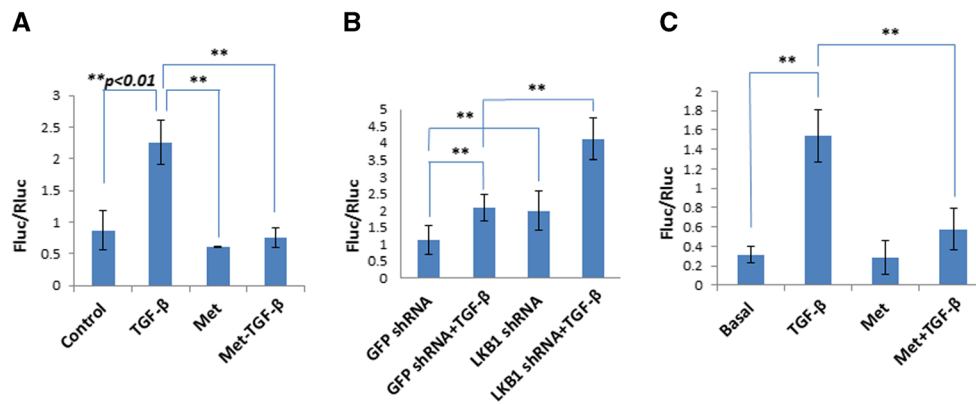 A
**
**p<0.01
**
3
2.5
2
1.5
1
0.5
0
Fluc/Rluc
Control
TGF-β
Met
Met-TGF-β
B
**
**
**
5
4.5
4
3.5
3
2.5
2
1.5
1
0.5
0
Fluc/Rluc
GFP shRNA
GFP shRNA+TGF-β
LKB1 shRNA
LKB1 shRNA+TGF-β
C
**
**
2
1.8
1.6
1.4
1.2
1
0.8
0.6
0.4
0.2
0
Fluc/Rluc
Basal
TGF-β
Met
Met+TGF-β